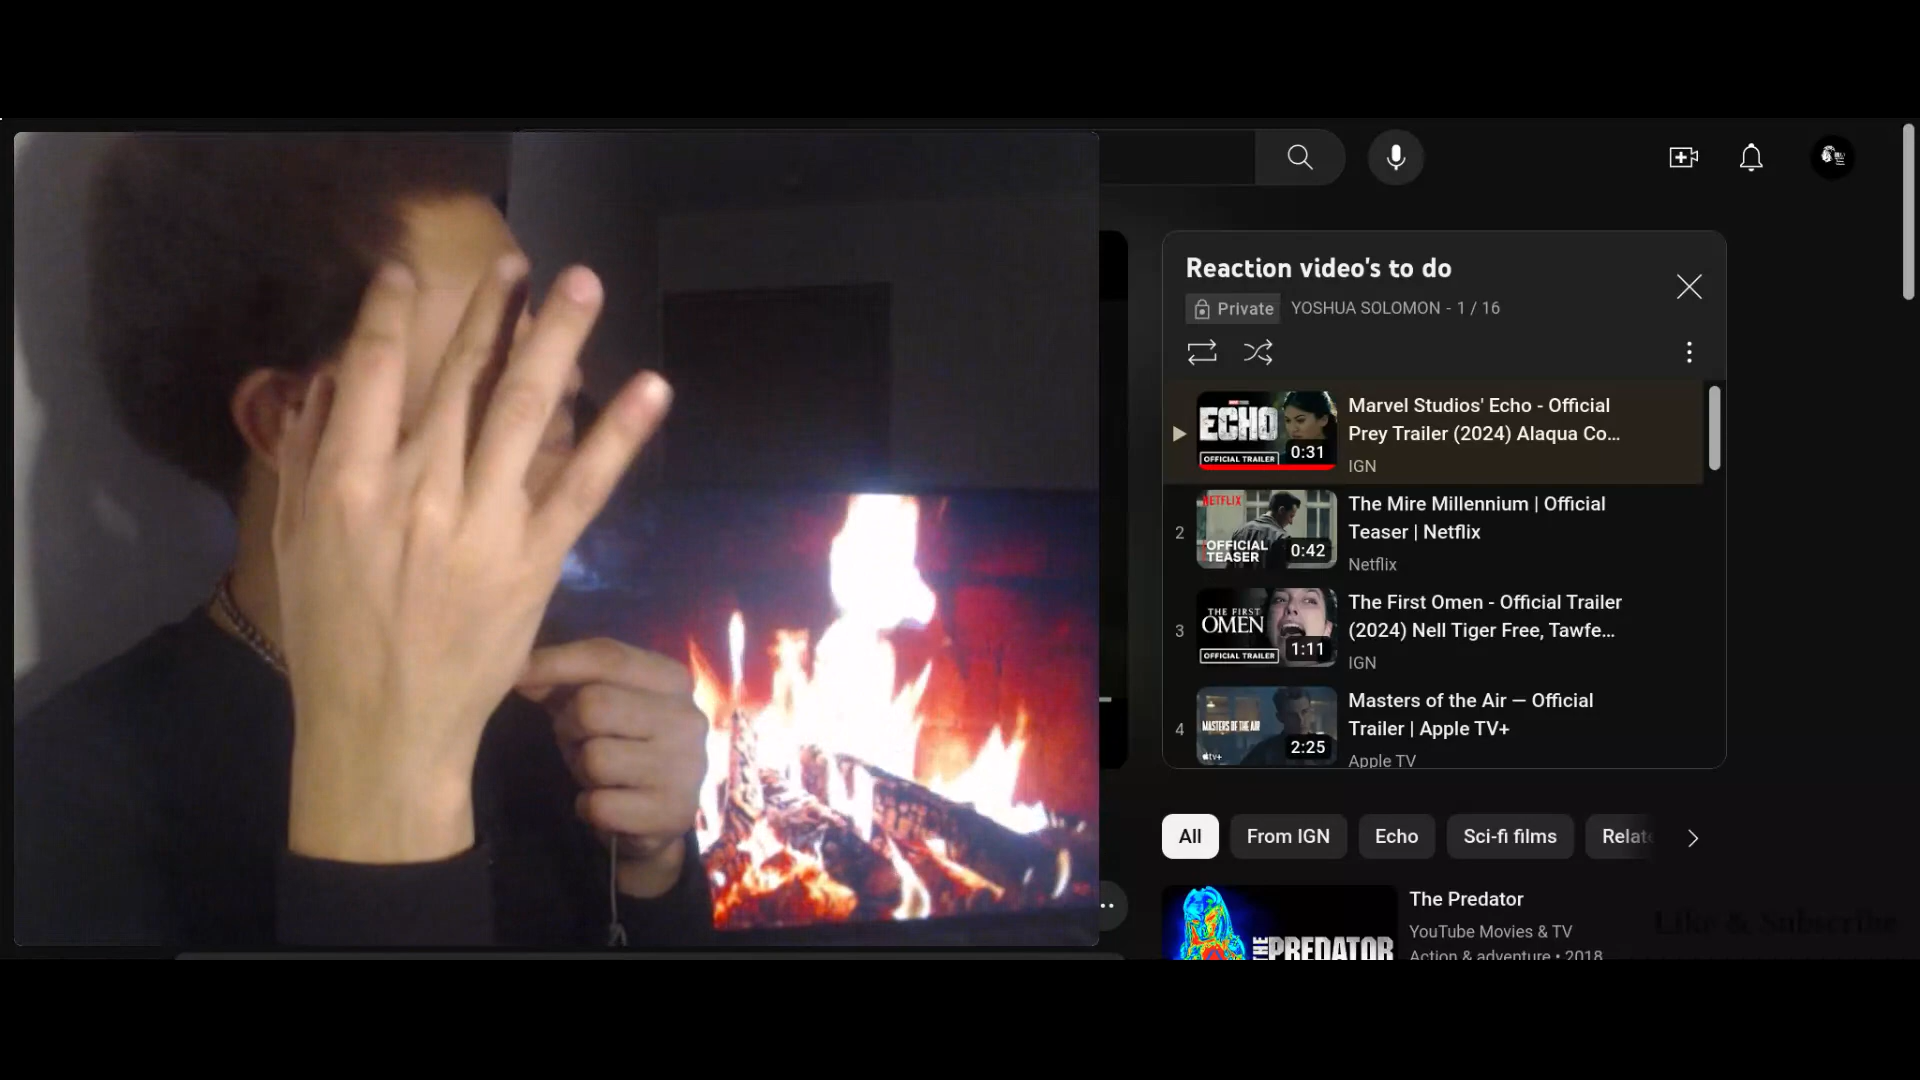 Reaction video's to do
Private YOSHUA SOLOMON - 1 / 16
ECHO
OFFICIAL TRAILER
0:31
Marvel Studios' Echo - Official
Prey Trailer (2024) Alaqua Co...
IGN
2
NETFLIX
OFFICIAL
TEASER
0:42
The Mire Millennium | Official
Teaser | Netflix
Netflix
3
THE FIRST
OMEN
OFFICIAL TRAILER
1:11
The First Omen - Official Trailer
(2024) Nell Tiger Free, Tawfe...
IGN
4
MASTERS OF THE AIR
tv+
2:25
Masters of the Air — Official
Trailer | Apple TV+
Apple TV
All From IGN Echo Sci-fi films Relate
THE PREDATOR
The Predator
YouTube Movies & TV
Action & adventure • 2018
Like & Subscribe